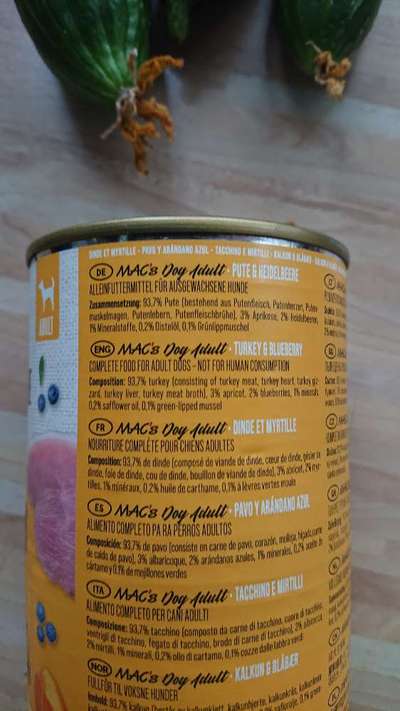 DINDE ET MYRTILLE • PAVO Y ARÁNDANO AZUL • TACCHINO E MIRTILLI • KALKUN & BLÅBÆR
DE MAC's Dog Adult • PUTE & HEIDELBEERE
ALLEINFUTTERMITTEL FÜR AUSGEWACHSENE HUNDE
Zusammensetzung: 93,7% Pute (bestehend aus Putenfleisch, Putenherzen, Puten-
muskelmagen, Putenlebern, Putenfleischbrühe), 3% Aprikose, 2% Heidelbeeren,
1% Mineralstoffe, 0,2% Distelöl, 0,1% Grünlippmuschel
ENG MAC's Dog Adult • TURKEY & BLUEBERRY
COMPLETE FOOD FOR ADULT DOGS - NOT FOR HUMAN CONSUMPTION
Composition: 93,7% turkey (consisting of turkey meat, turkey heart, turkey giz-
zard, turkey liver, turkey meat broth), 3% apricot, 2% blueberries, 1% minerals,
0,2% safflower oil, 0,1% green-lipped mussel
FR MAC's Dog Adult • DINDE ET MYRTILLE
NOURRITURE COMPLÈTE POUR CHIENS ADULTES
Composition: 93,7% de dinde (composé de viande de dinde, cœur de dinde, gésier de
dinde, foie de dinde, cou de dinde, bouillon de viande de dinde), 3% abricot, 2% myr-
tilles, 1% minéraux, 0,2% huile de carthame, 0,1% à lèvres vertes moule
ES MAC's Dog Adult • PAVO Y ARÁNDANO AZUL
ALIMENTO COMPLETO PA RA PERROS ADULTOS
Composición: 93,7% de pavo (consiste en carne de pavo, corazón, molleja, hígado, carne
de caldo de pavo), 3% albaricoque, 2% arándanos azules, 1% minerales, 0,2% aceite de
cártamo y 0,1% de mejillones verdes
ITA MAC's Dog Adult • TACCHINO E MIRTILLI
ALIMENTO COMPLETO PER CANI ADULTI
Composizione: 93,7% tacchino (composto da carne di tacchino, cuore di tacchino,
ventrigli di tacchino, fegato di tacchino, brodo di carne di tacchino), 3% albicocca,
2% mirtilli, 1% minerali, 0,2% olio di cartamo, 0,1% cozze dalle labbra verdi
NOR MAC's Dog Adult • KALKUN & BLÅBÆR
FULLFÔR TIL VOKSNE HUNDER
Innhold: 93,7% kalkun
ADULT